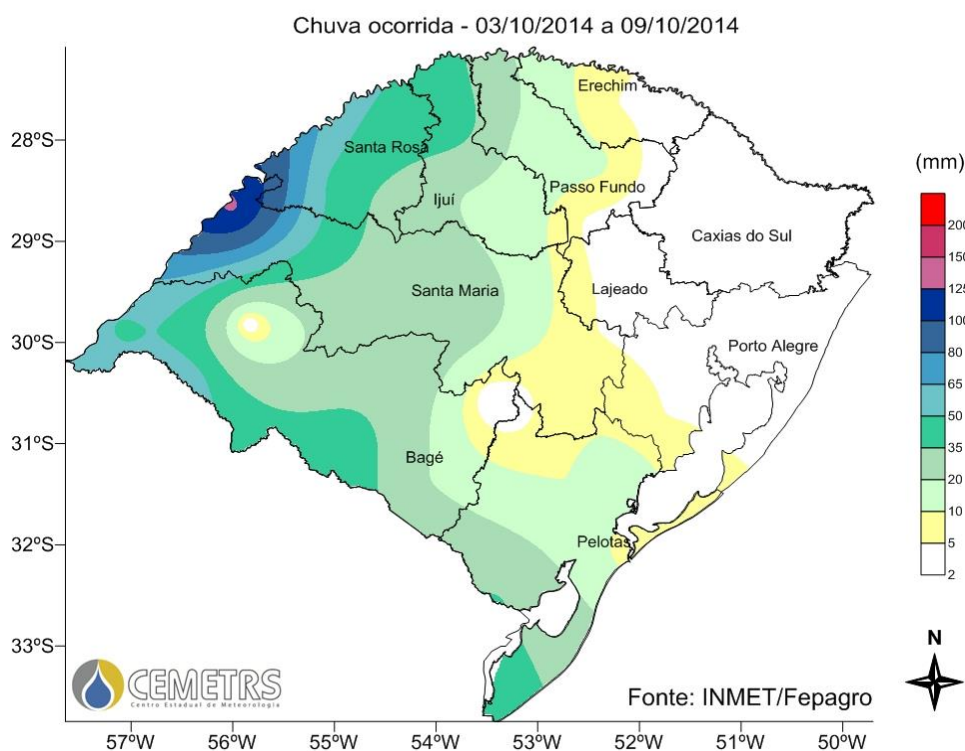 Chuva ocorrida - 03/10/2014 a 09/10/2014
28ºS
29ºS
30ºS
31ºS
32ºS
33ºS
Erechim
Santa Rosa
Passo Fundo
Ijuí
Caxias do Sul
Santa Maria
Lajeado
Porto Alegre
Bagé
Pelotas
(mm)
200
150
125
100
80
65
50
35
20
10
5
2
N
CEMETRS
Centro Estadual de Meteorologia
Fonte: INMET/Fepagro
57ºW
56ºW
55ºW
54ºW
53ºW
52ºW
51ºW
50ºW